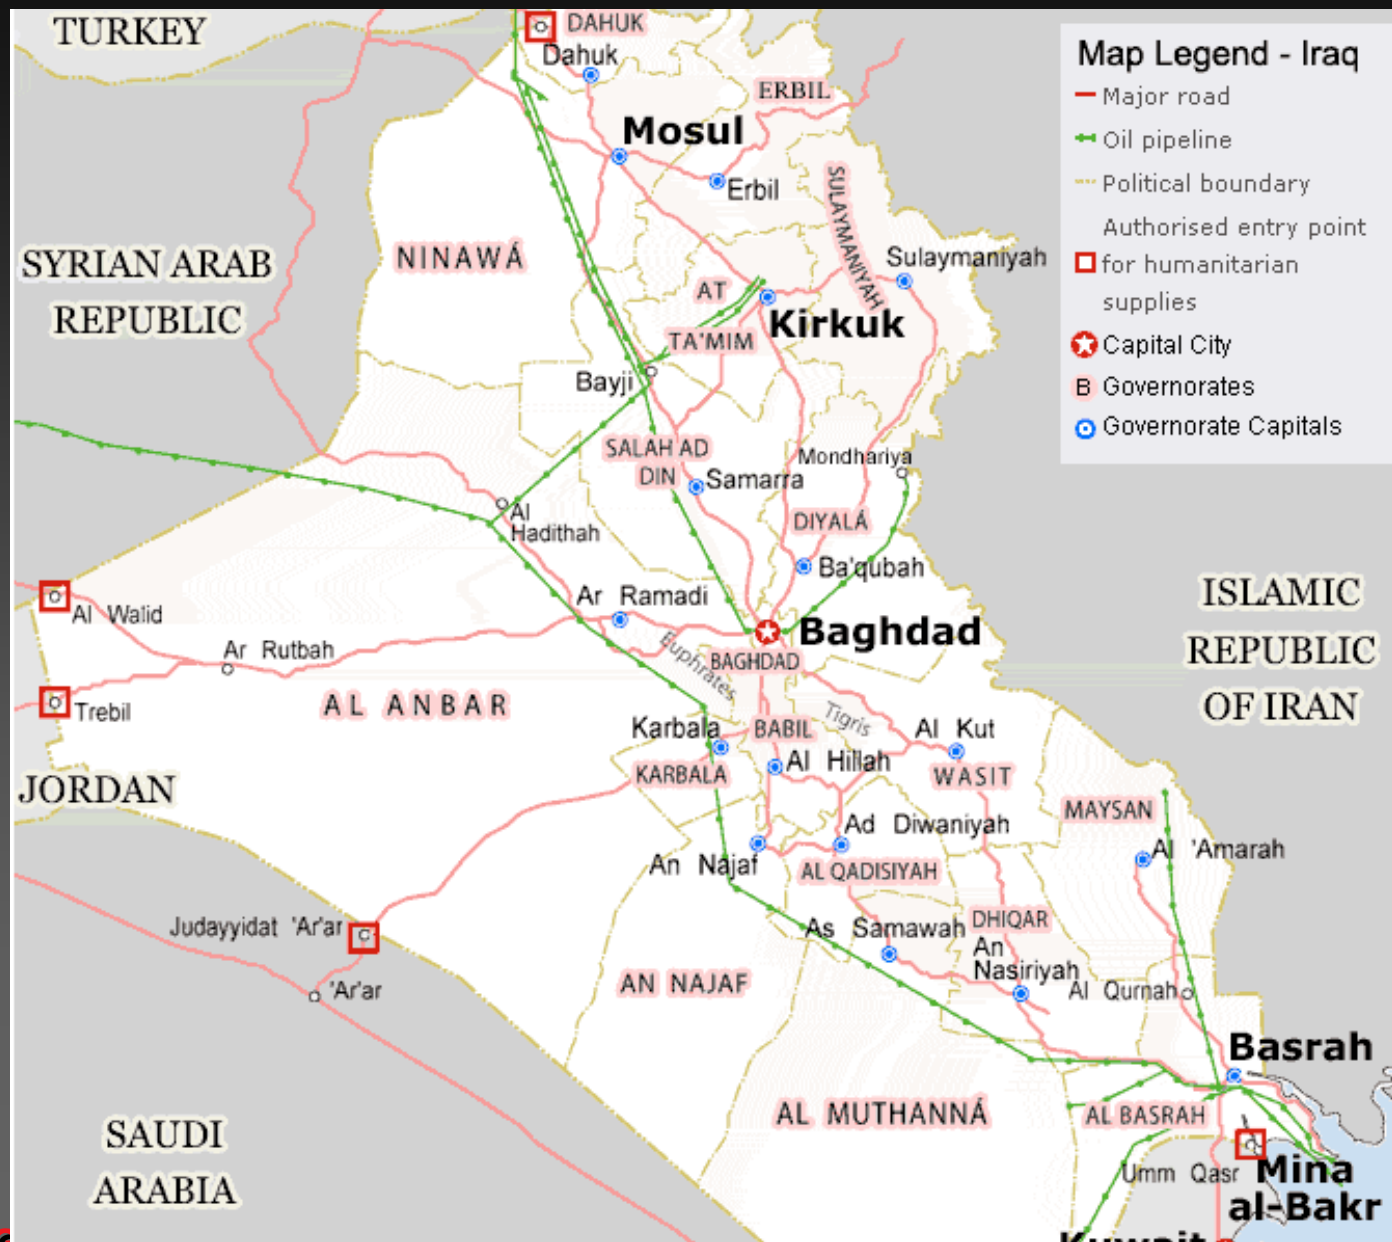 TURKEY
DAHUK
Dahuk
ERBIL
Mosul
Erbil
SULAYMANIYAH
SYRIAN ARAB
REPUBLIC
NINAWÁ
Sulaymaniyah
AT
TA'MIM
Kirkuk
Bayji
SALAH AD
DIN
Samarra
Mondhariya
DIYALÁ
Al
Hadithah
Ba'qubah
Al Walid
Ar Ramadi
Baghdad
BAGHDAD
Euphrates
Ar Rutbah
Trebil
AL ANBAR
Tigris
ISLAMIC
REPUBLIC
OF IRAN
Karbala
BABIL
Al Kut
KARBALA
Al Hillah
WASIT
JORDAN
MAYSAN
Ad Diwaniyah
An Najaf
AL QADISIYAH
Al 'Amarah
Judayyidat 'Ar'ar
As Samawah
DHIQAR
An
Nasiriyah
'Ar'ar
AN NAJAF
Al Qurnah
Basrah
AL MUTHANNÁ
AL BASRAH
SAUDI
ARABIA
Umm Qasr
Mina
al-Bakr
Kuwait
Map Legend - Iraq
Major road
Oil pipeline
Political boundary
Authorised entry point
for humanitarian
supplies
Capital City
B Governorates
Governorate Capitals